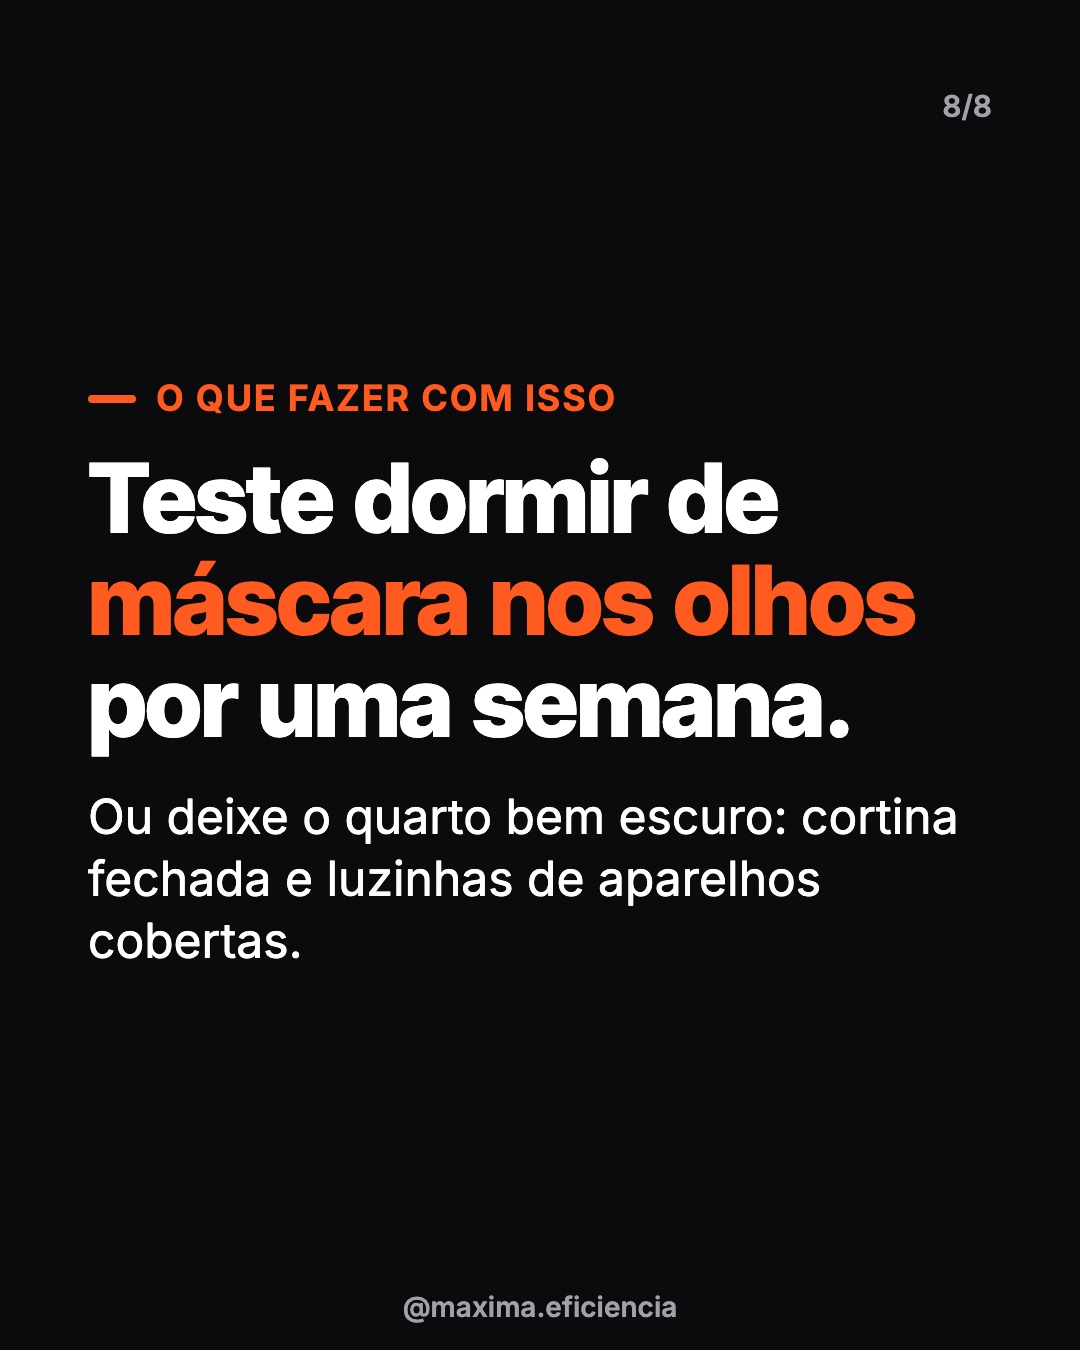 8/8
O QUE FAZER COM ISSO
Teste dormir de
máscara nos olhos
por uma semana.
Ou deixe o quarto bem escuro: cortina
fechada e luzinhas de aparelhos
cobertas.
@maxima.eficiencia